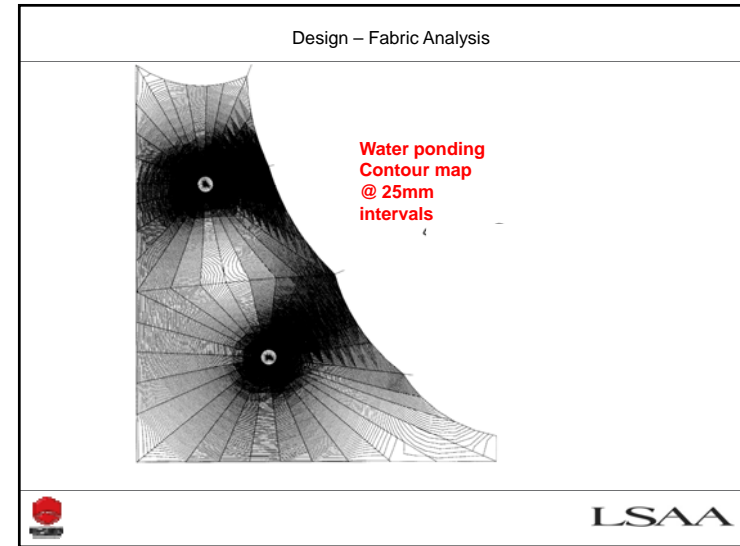 Design – Fabric Analysis
Water ponding
Contour map
@ 25mm
intervals
LSAA